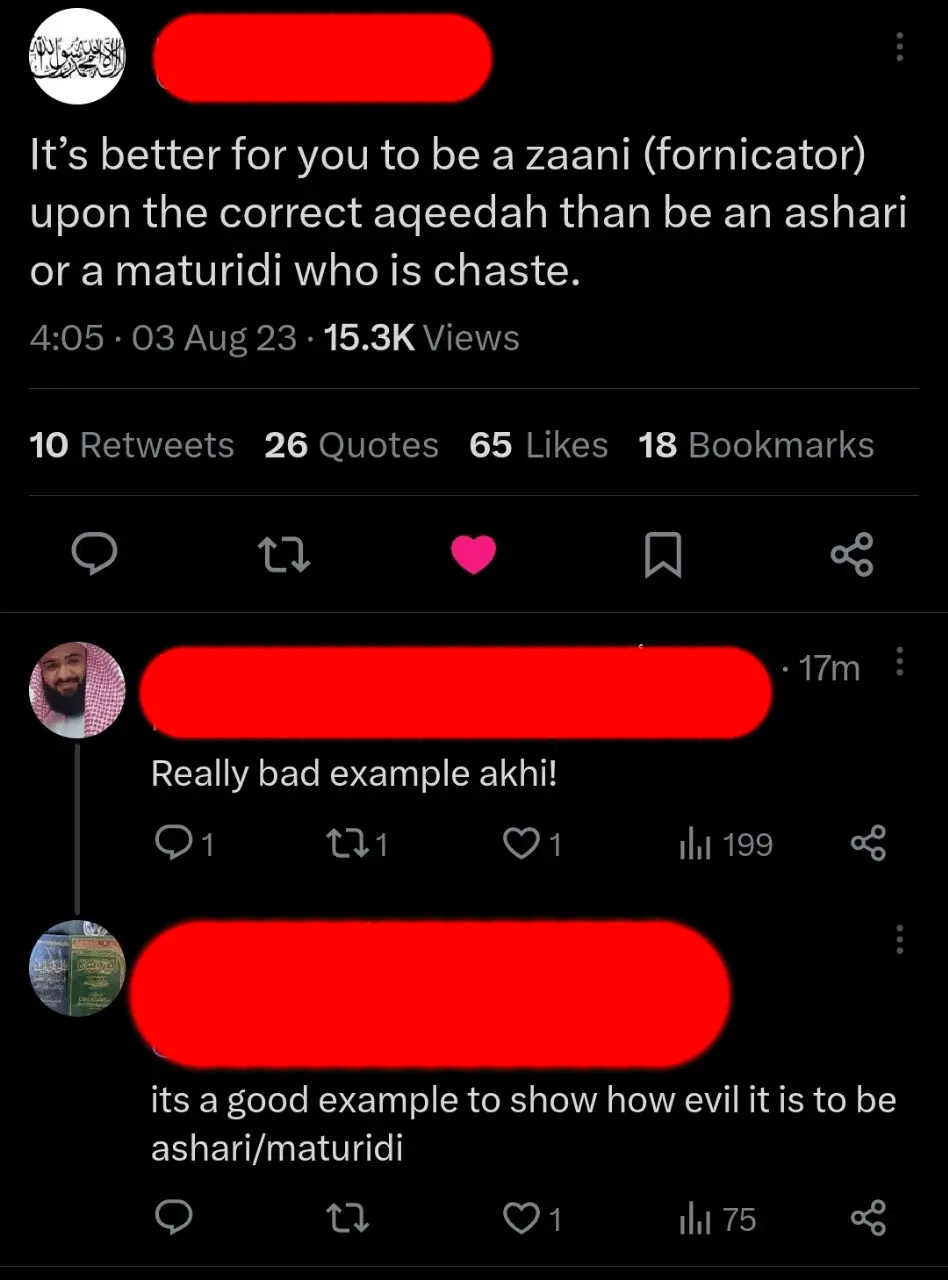 It’s better for you to be a zaani (fornicator)
upon the correct aqeedah than be an ashari
or a maturidi who is chaste.
4:05 · 03 Aug 23 · 15.3K Views
10 Retweets 26 Quotes 65 Likes 18 Bookmarks
· 17m
Really bad example akhi!
1 1 1 199
its a good example to show how evil it is to be
ashari/maturidi
1 75